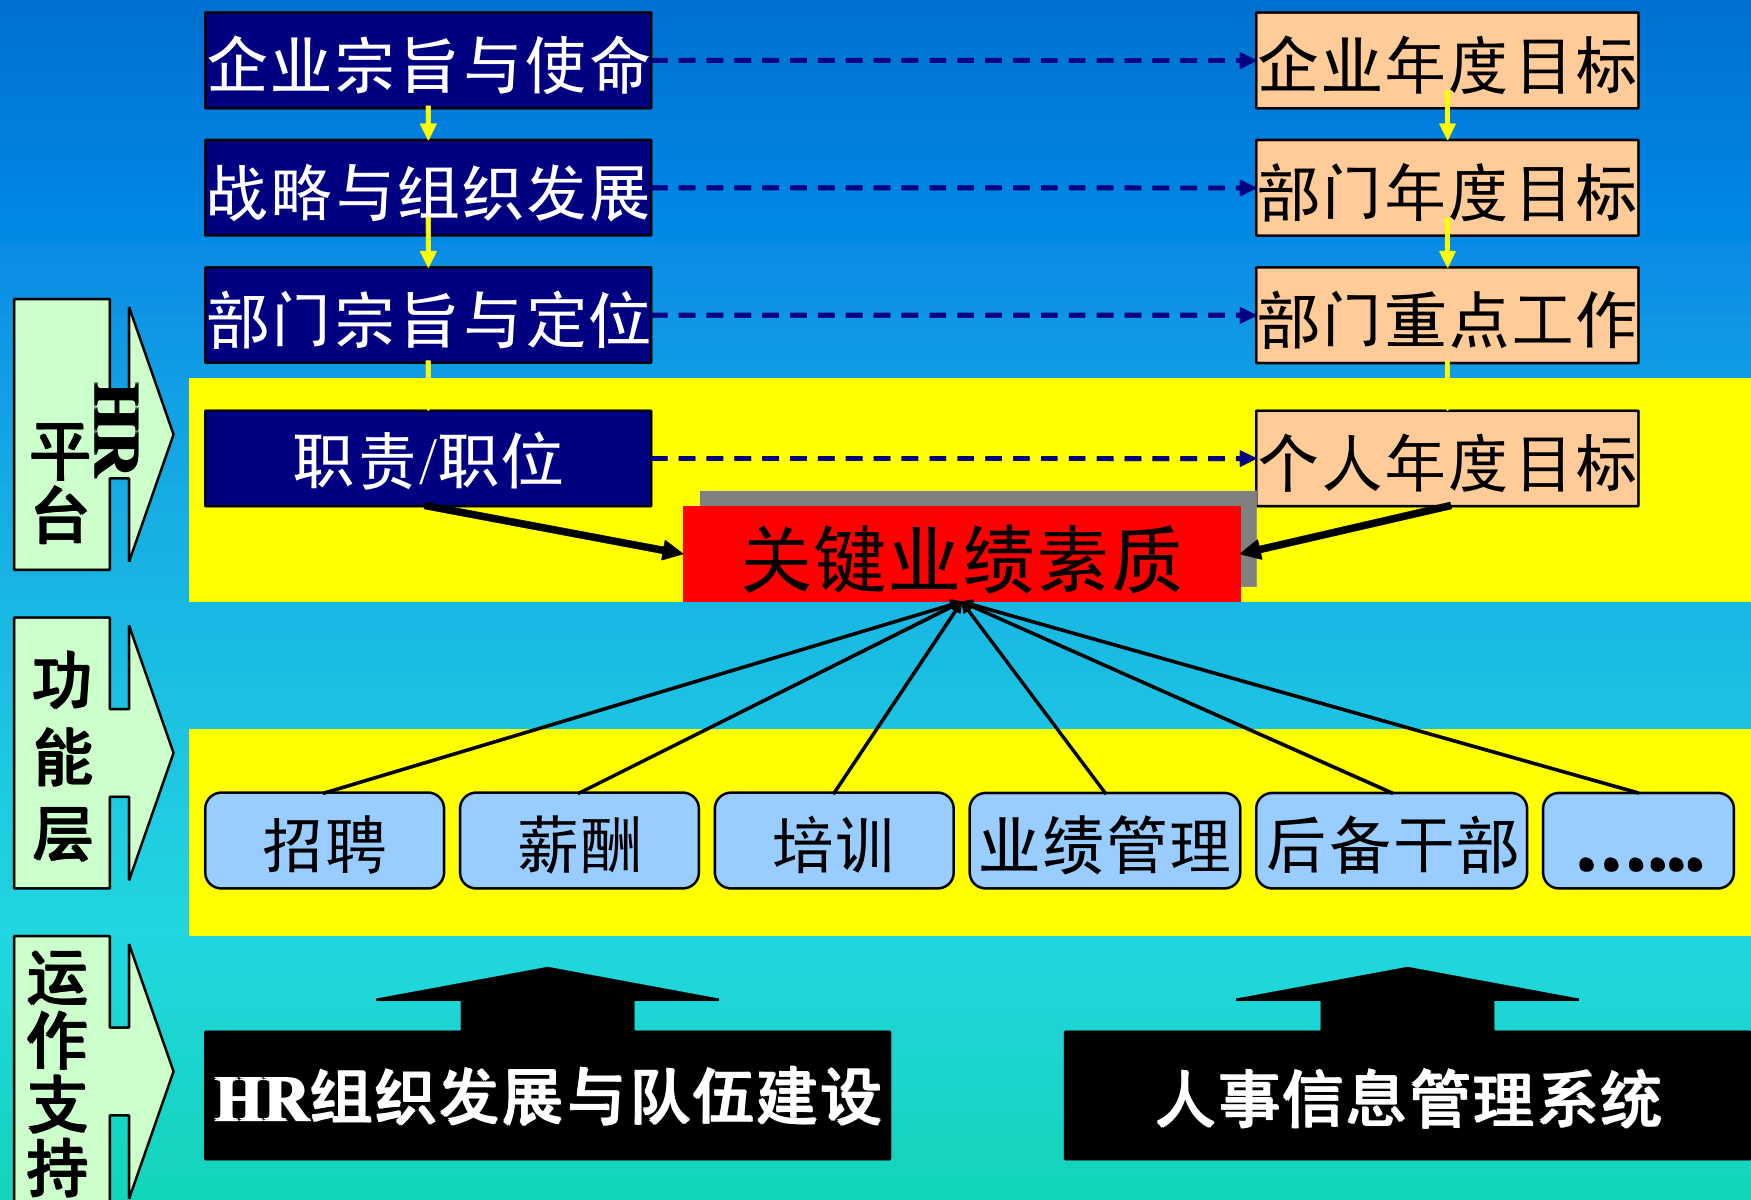 企业宗旨与使命
企业年度目标
战略与组织发展
部门年度目标
部门宗旨与定位
部门重点工作
HR
平台
职责/职位
个人年度目标
关键业绩素质
功能层
招聘
薪酬
培训
业绩管理
后备干部
……
运作支持
HR组织发展与队伍建设
人事信息管理系统